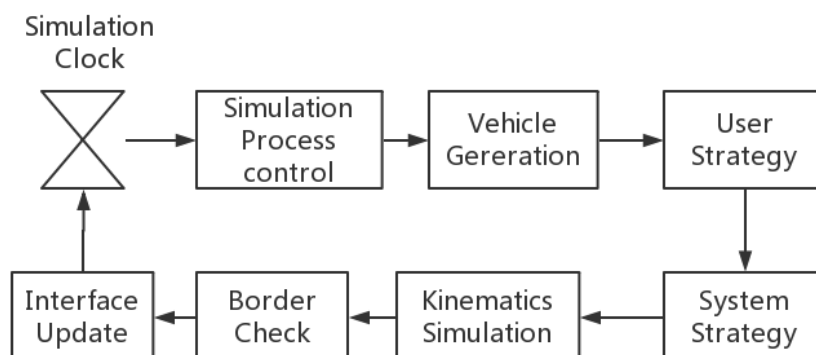 Simulation
Clock
Simulation
Process
control
Vehicle
Gereration
User
Strategy
Interface
Update
Border
Check
Kinematics
Simulation
System
Strategy